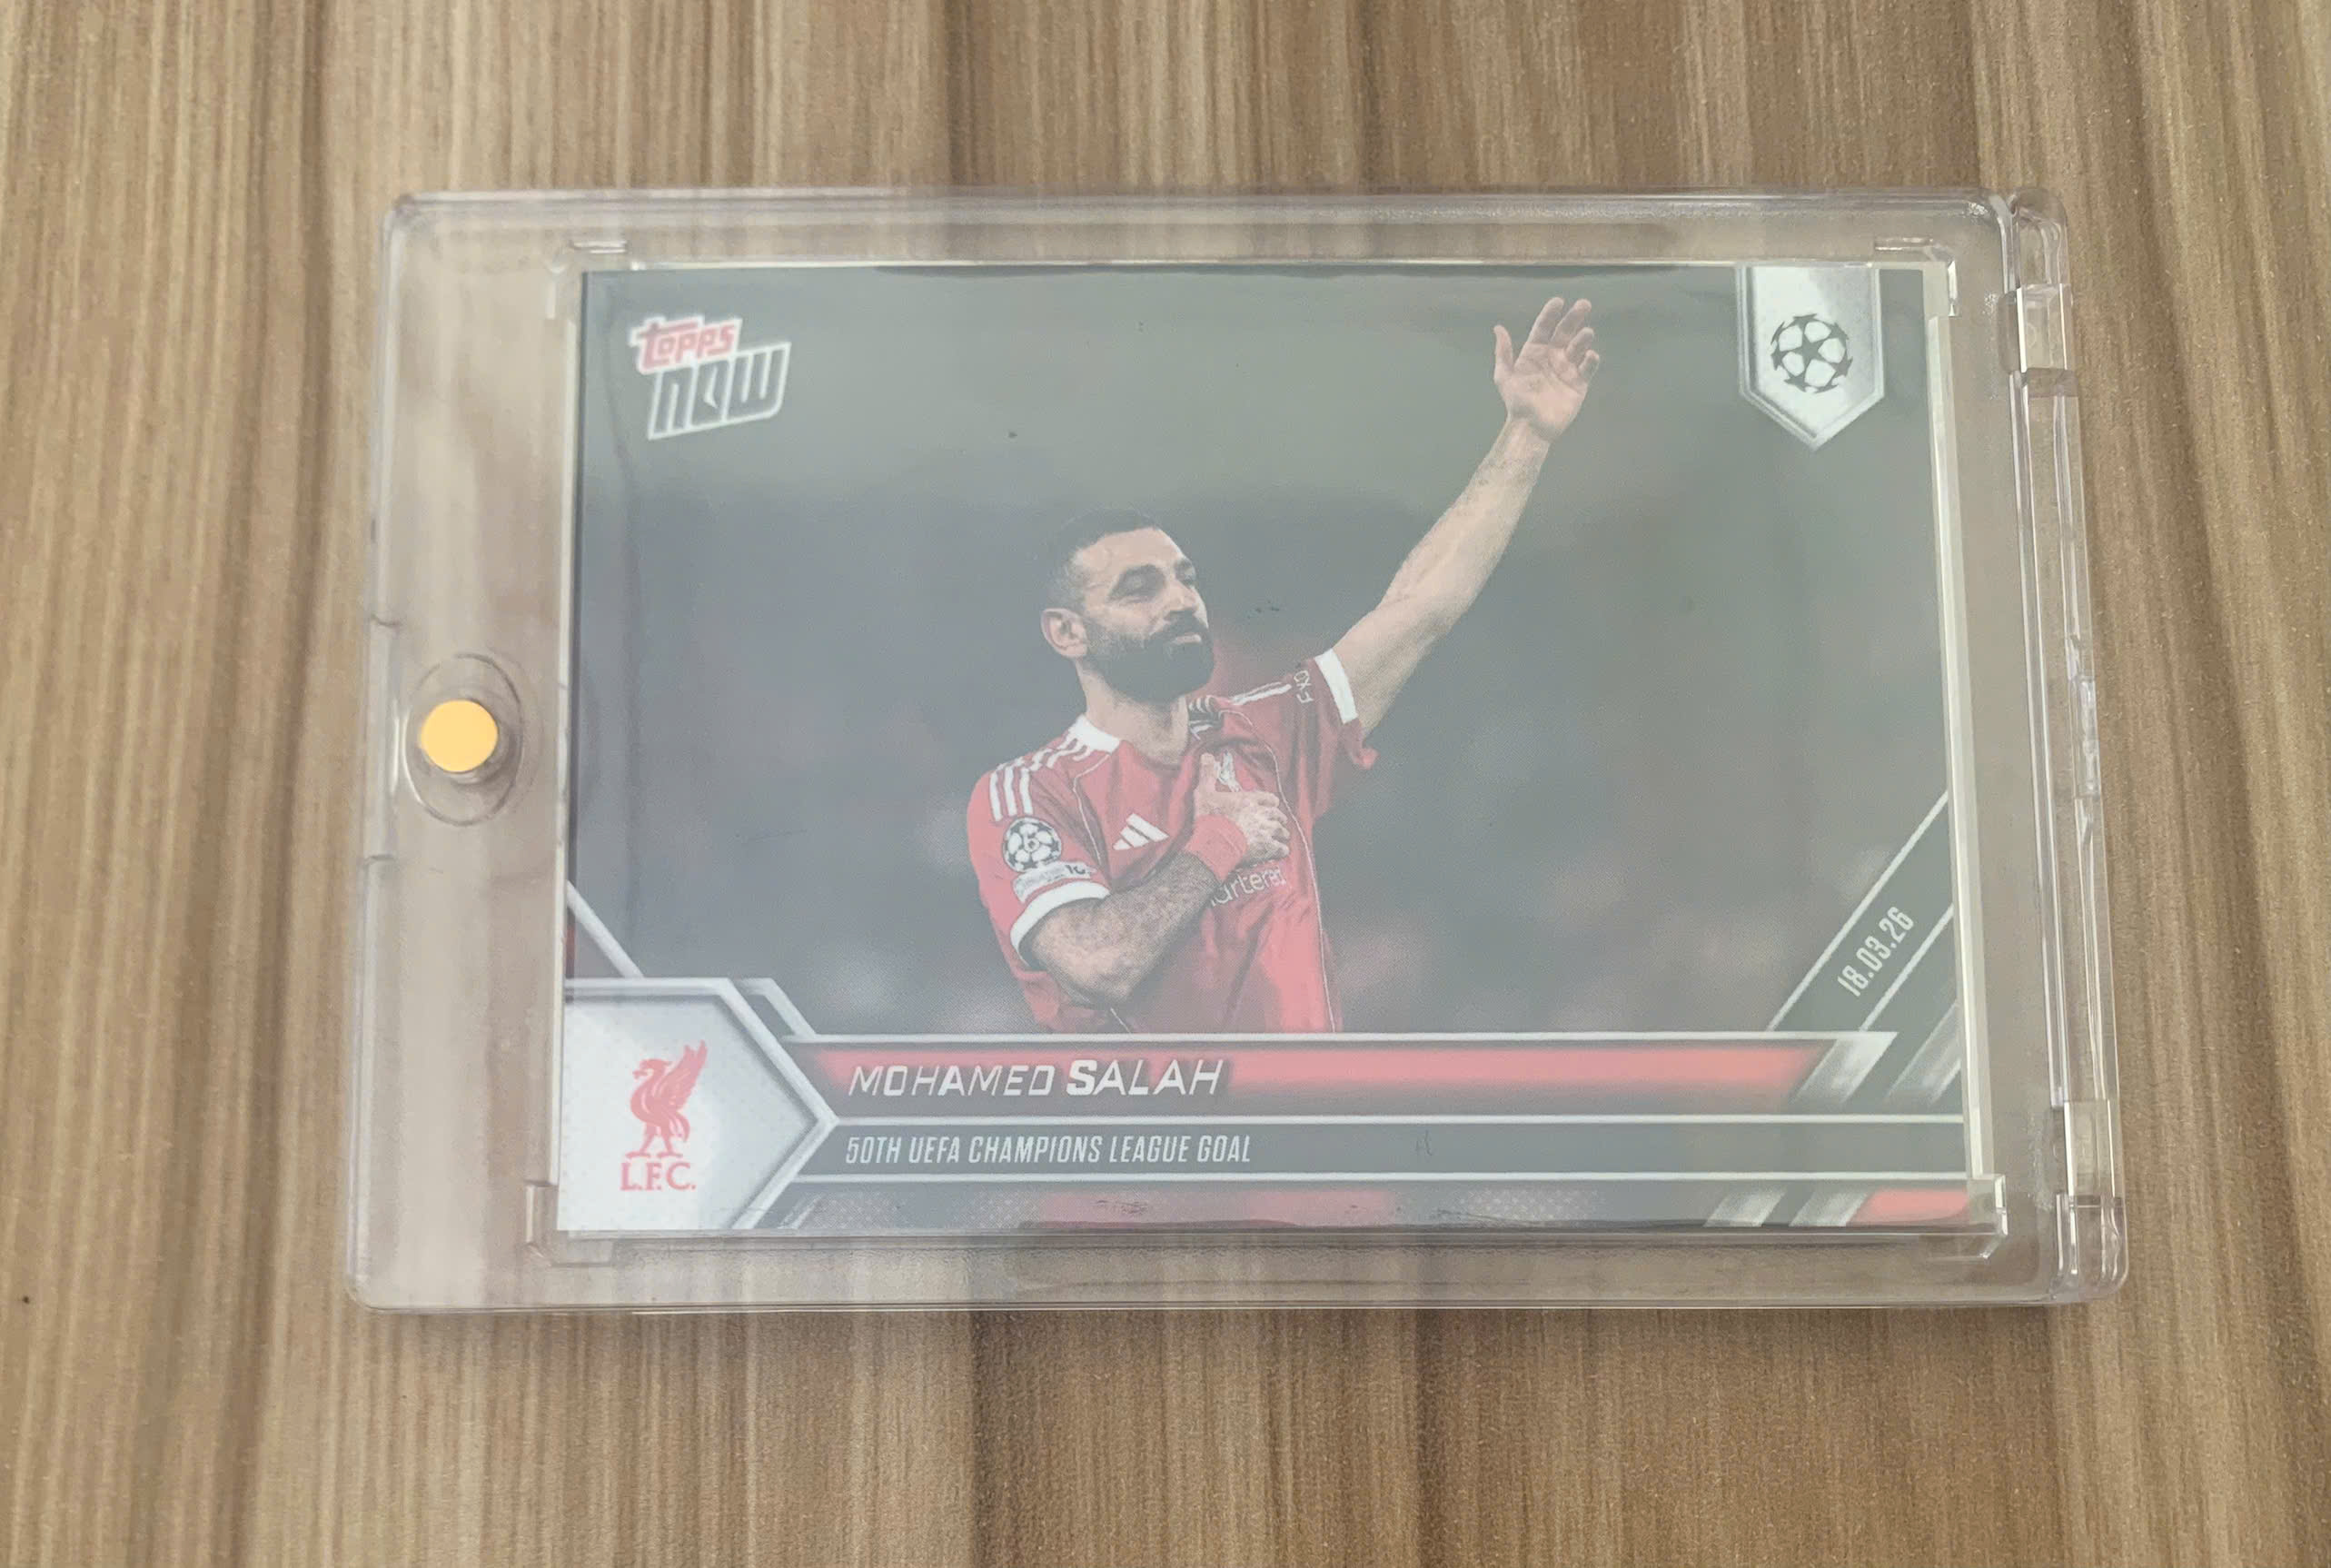 topps
NOW
18.03.26
MOHAMED SALAH
50TH UEFA CHAMPIONS LEAGUE GOAL
L.F.C.